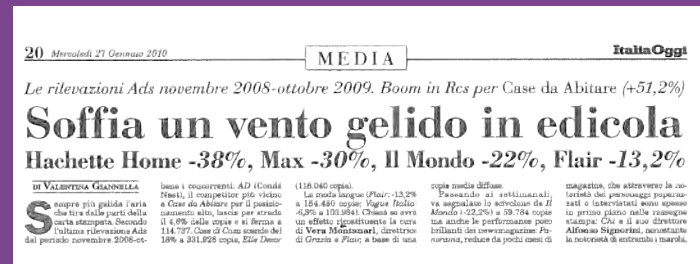 20 Mercoledì 27 Gennaio 2010
MEDIA
ItaliaOggi
Le rilevazioni Ads novembre 2008-ottobre 2009. Boom in Rcs per Case da Abitare (+51,2%)
Soffia un vento gelido in edicola
Hachette Home -38%, Max -30%, Il Mondo -22%, Flair -13,2%
DI VALENTINA GIANNELLA
Sempre più gelida l'aria
che tira dalle parti della
carta stampata. Secondo
l'ultima rilevazione Ads
del periodo novembre 2008-ot-
bene i concorrenti: AD (Condé
Nast), il competitor più vicino
a Case da Abitare per il posizio-
namento alto, lascia per strada
il 4,6% delle copie e si ferma a
114.737. Casa di Cam scende del
18% a 331.928 copie, Elle Decor
(116.040 copie).
Le moda langue (Flair: -13,2%
a 154.450 copie; Vogue Italia:
-6,9% a 103.954). Chissà se avrà
un effetto ricostituente la cura
di Vera Montanari, direttrice
di Grazia e Flair, a base di una
copie medie diffuse.
Passando ai settimanali,
va segnalato lo scivolone de Il
Mondo (-22,2%) a 59.784 copie
ma anche le performance poco
brillanti dei newsmagazine: Pa-
norama, reduce da pochi mesi di
magazine, che attraverso la no-
torietà dei personaggi paparaz-
zati o intervistati sono spesso
in primo piano nelle rassegne
stampa: Chi e il suo direttore
Alfonso Signorini, nonostante
la notorietà di entrambi i marchi,